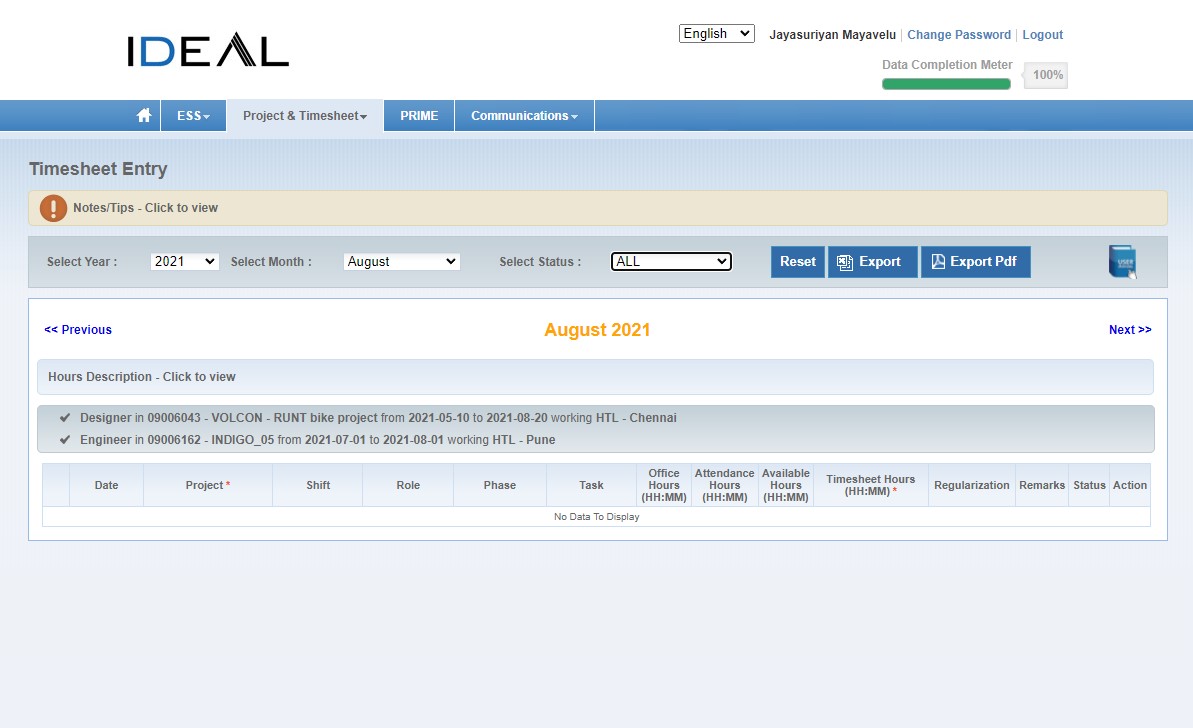 IDEAL
English
Jayasuriyan Mayavelu | Change Password | Logout
Data Completion Meter
100%
ESS
Project & Timesheet
PRIME
Communications
Timesheet Entry
Notes/Tips - Click to view
Select Year : 2021 Select Month : August Select Status : ALL Reset Export Export Pdf
<< Previous August 2021 Next >>
Hours Description - Click to view
Designer in 09006043 - VOLCON - RUNT bike project from 2021-05-10 to 2021-08-20 working HTL - Chennai
Engineer in 09006162 - INDIGO_05 from 2021-07-01 to 2021-08-01 working HTL - Pune
Date
Project *
Shift
Role
Phase
Task
Office
Hours
(HH:MM)
Attendance
Hours
(HH:MM)
Available
Hours
(HH:MM)
Timesheet Hours
(HH:MM) *
Regularization
Remarks
Status
Action
No Data To Display